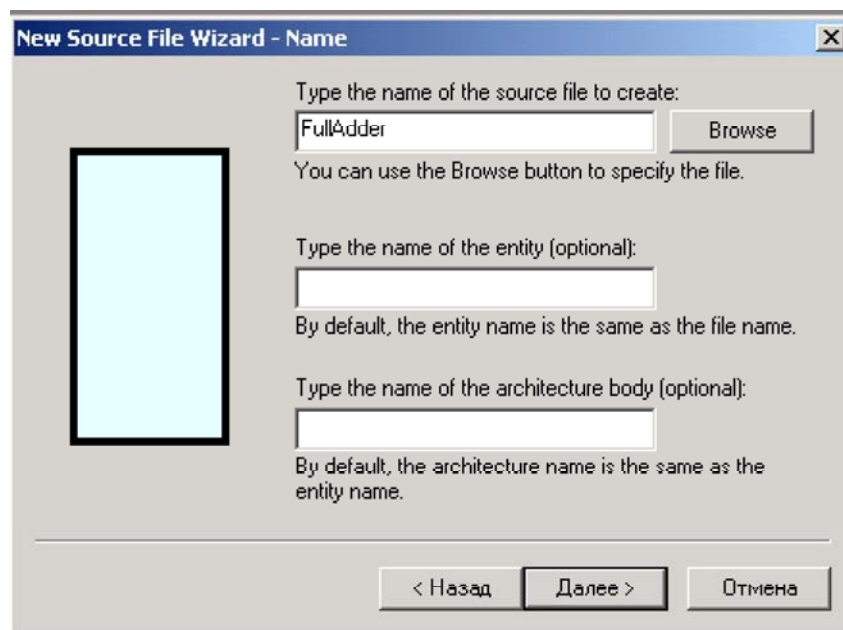 New Source File Wizard - Name
Type the name of the source file to create:
FullAdder
Browse
You can use the Browse button to specify the file.
Type the name of the entity (optional):
By default, the entity name is the same as the file name.
Type the name of the architecture body (optional):
By default, the architecture name is the same as the
entity name.
< Назад
Далее >
Отмена